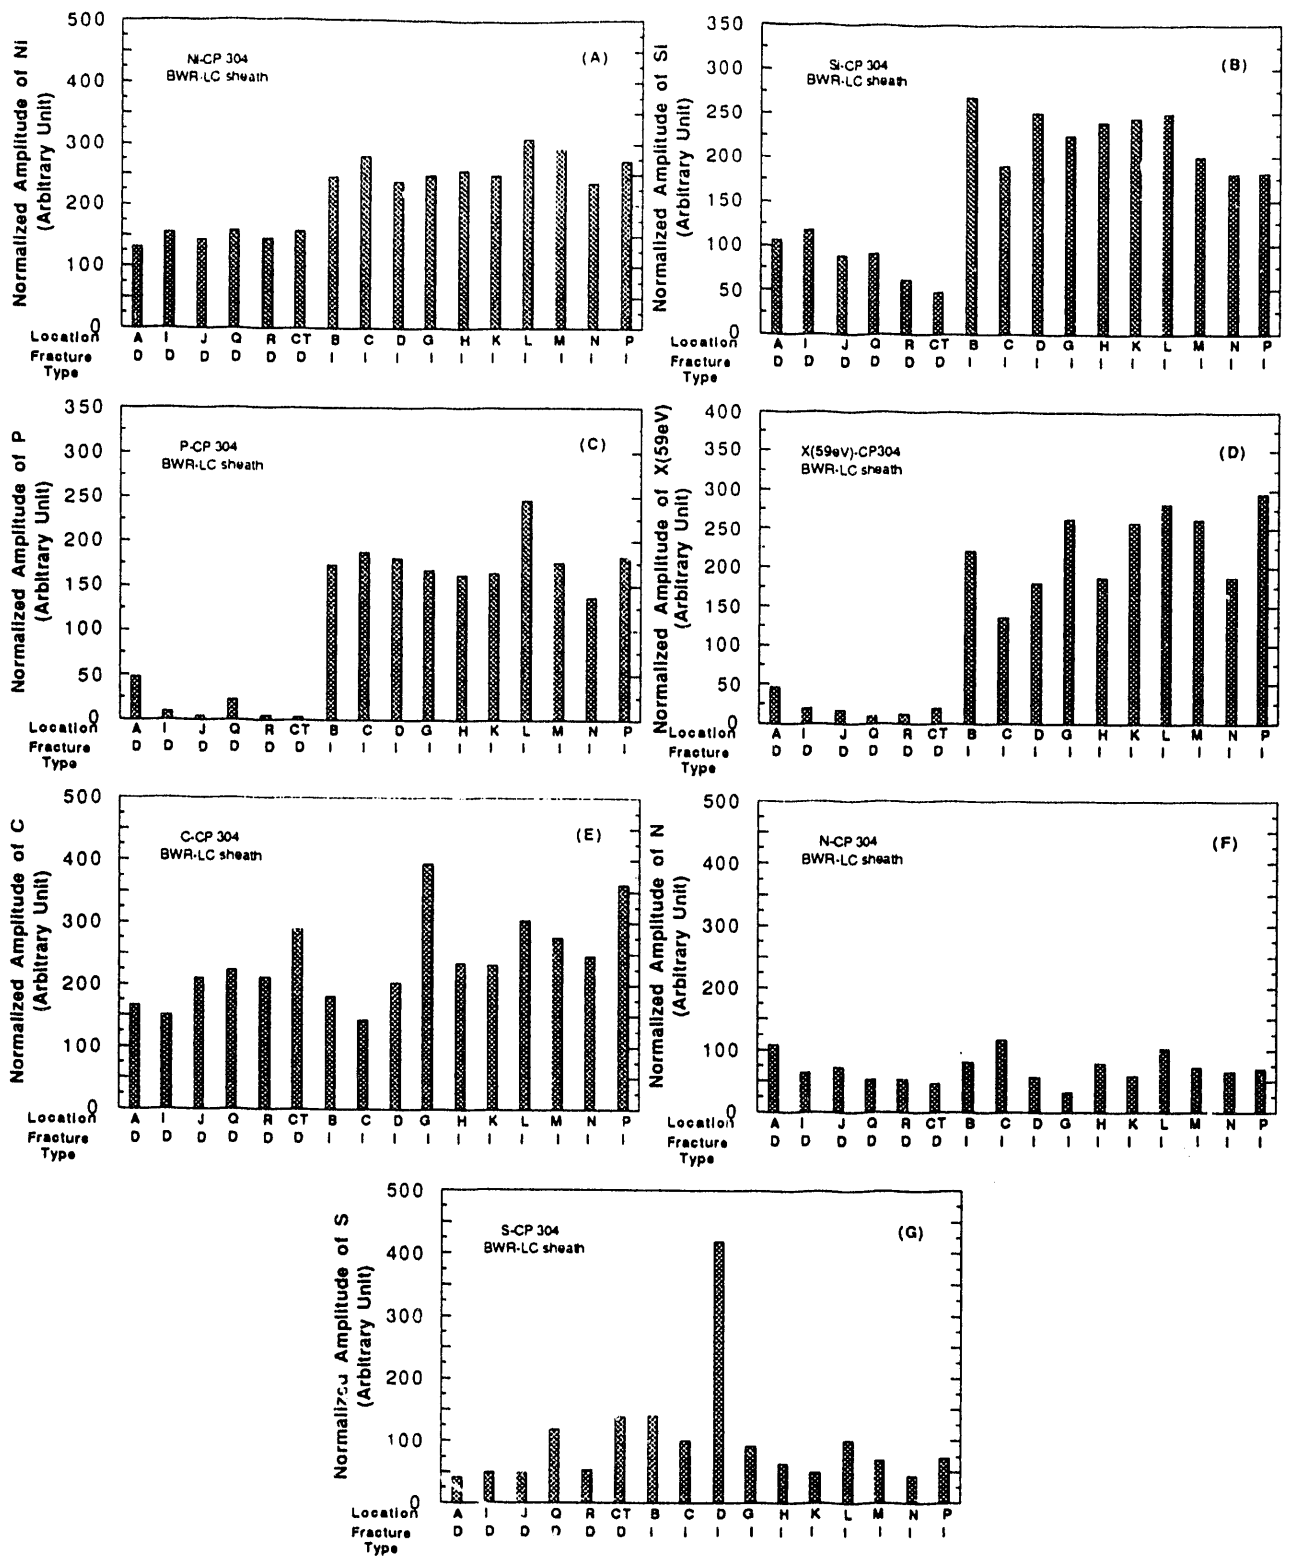 Normalized Amplitude of Ni
(Arbitrary Unit)
500
400
300
200
100
0
Ni-CP 304
BWR-LC sheath
(A)
Location A I J Q R CT B C D G H K L M N P
Fracture D D D D D D I I I I I I I I I I
Type
Normalized Amplitude of Si
(Arbitrary Unit)
350
300
250
200
150
100
50
0
Si-CP 304
BWR-LC sheath
(B)
Location A I J Q R CT B C D G H K L M N P
Fracture D D D D D D I I I I I I I I I I
Type
Normalized Amplitude of P
(Arbitrary Unit)
350
300
250
200
150
100
50
0
P-CP 304
BWR-LC sheath
(C)
Location A I J Q R CT B C D G H K L M N P
Fracture D D D D D D I I I I I I I I I I
Type
Normalized Amplitude of X(59eV)
(Arbitrary Unit)
400
350
300
250
200
150
100
50
0
X(59eV)-CP304
BWR-LC sheath
(D)
Location A I J Q R CT B C D G H K L M N P
Fracture D D D D D D I I I I I I I I I I
Type
Normalized Amplitude of C
(Arbitrary Unit)
500
400
300
200
100
0
C-CP 304
BWR-LC sheath
(E)
Location A I J Q R CT B C D G H K L M N P
Fracture D D D D D D I I I I I I I I I I
Type
Normalized Amplitude of N
(Arbitrary Unit)
500
400
300
200
100
0
N-CP 304
BWR-LC sheath
(F)
Location A I J Q R CT B C D G H K L M N P
Fracture D D D D D D I I I I I I I I I I
Type
Normalized Amplitude of S
(Arbitrary Unit)
500
400
300
200
100
0
S-CP 304
BWR-LC sheath
(G)
Location A I J Q R CT B C D G H K L M N P
Fracture D D D D D D I I I I I I I I I I
Type